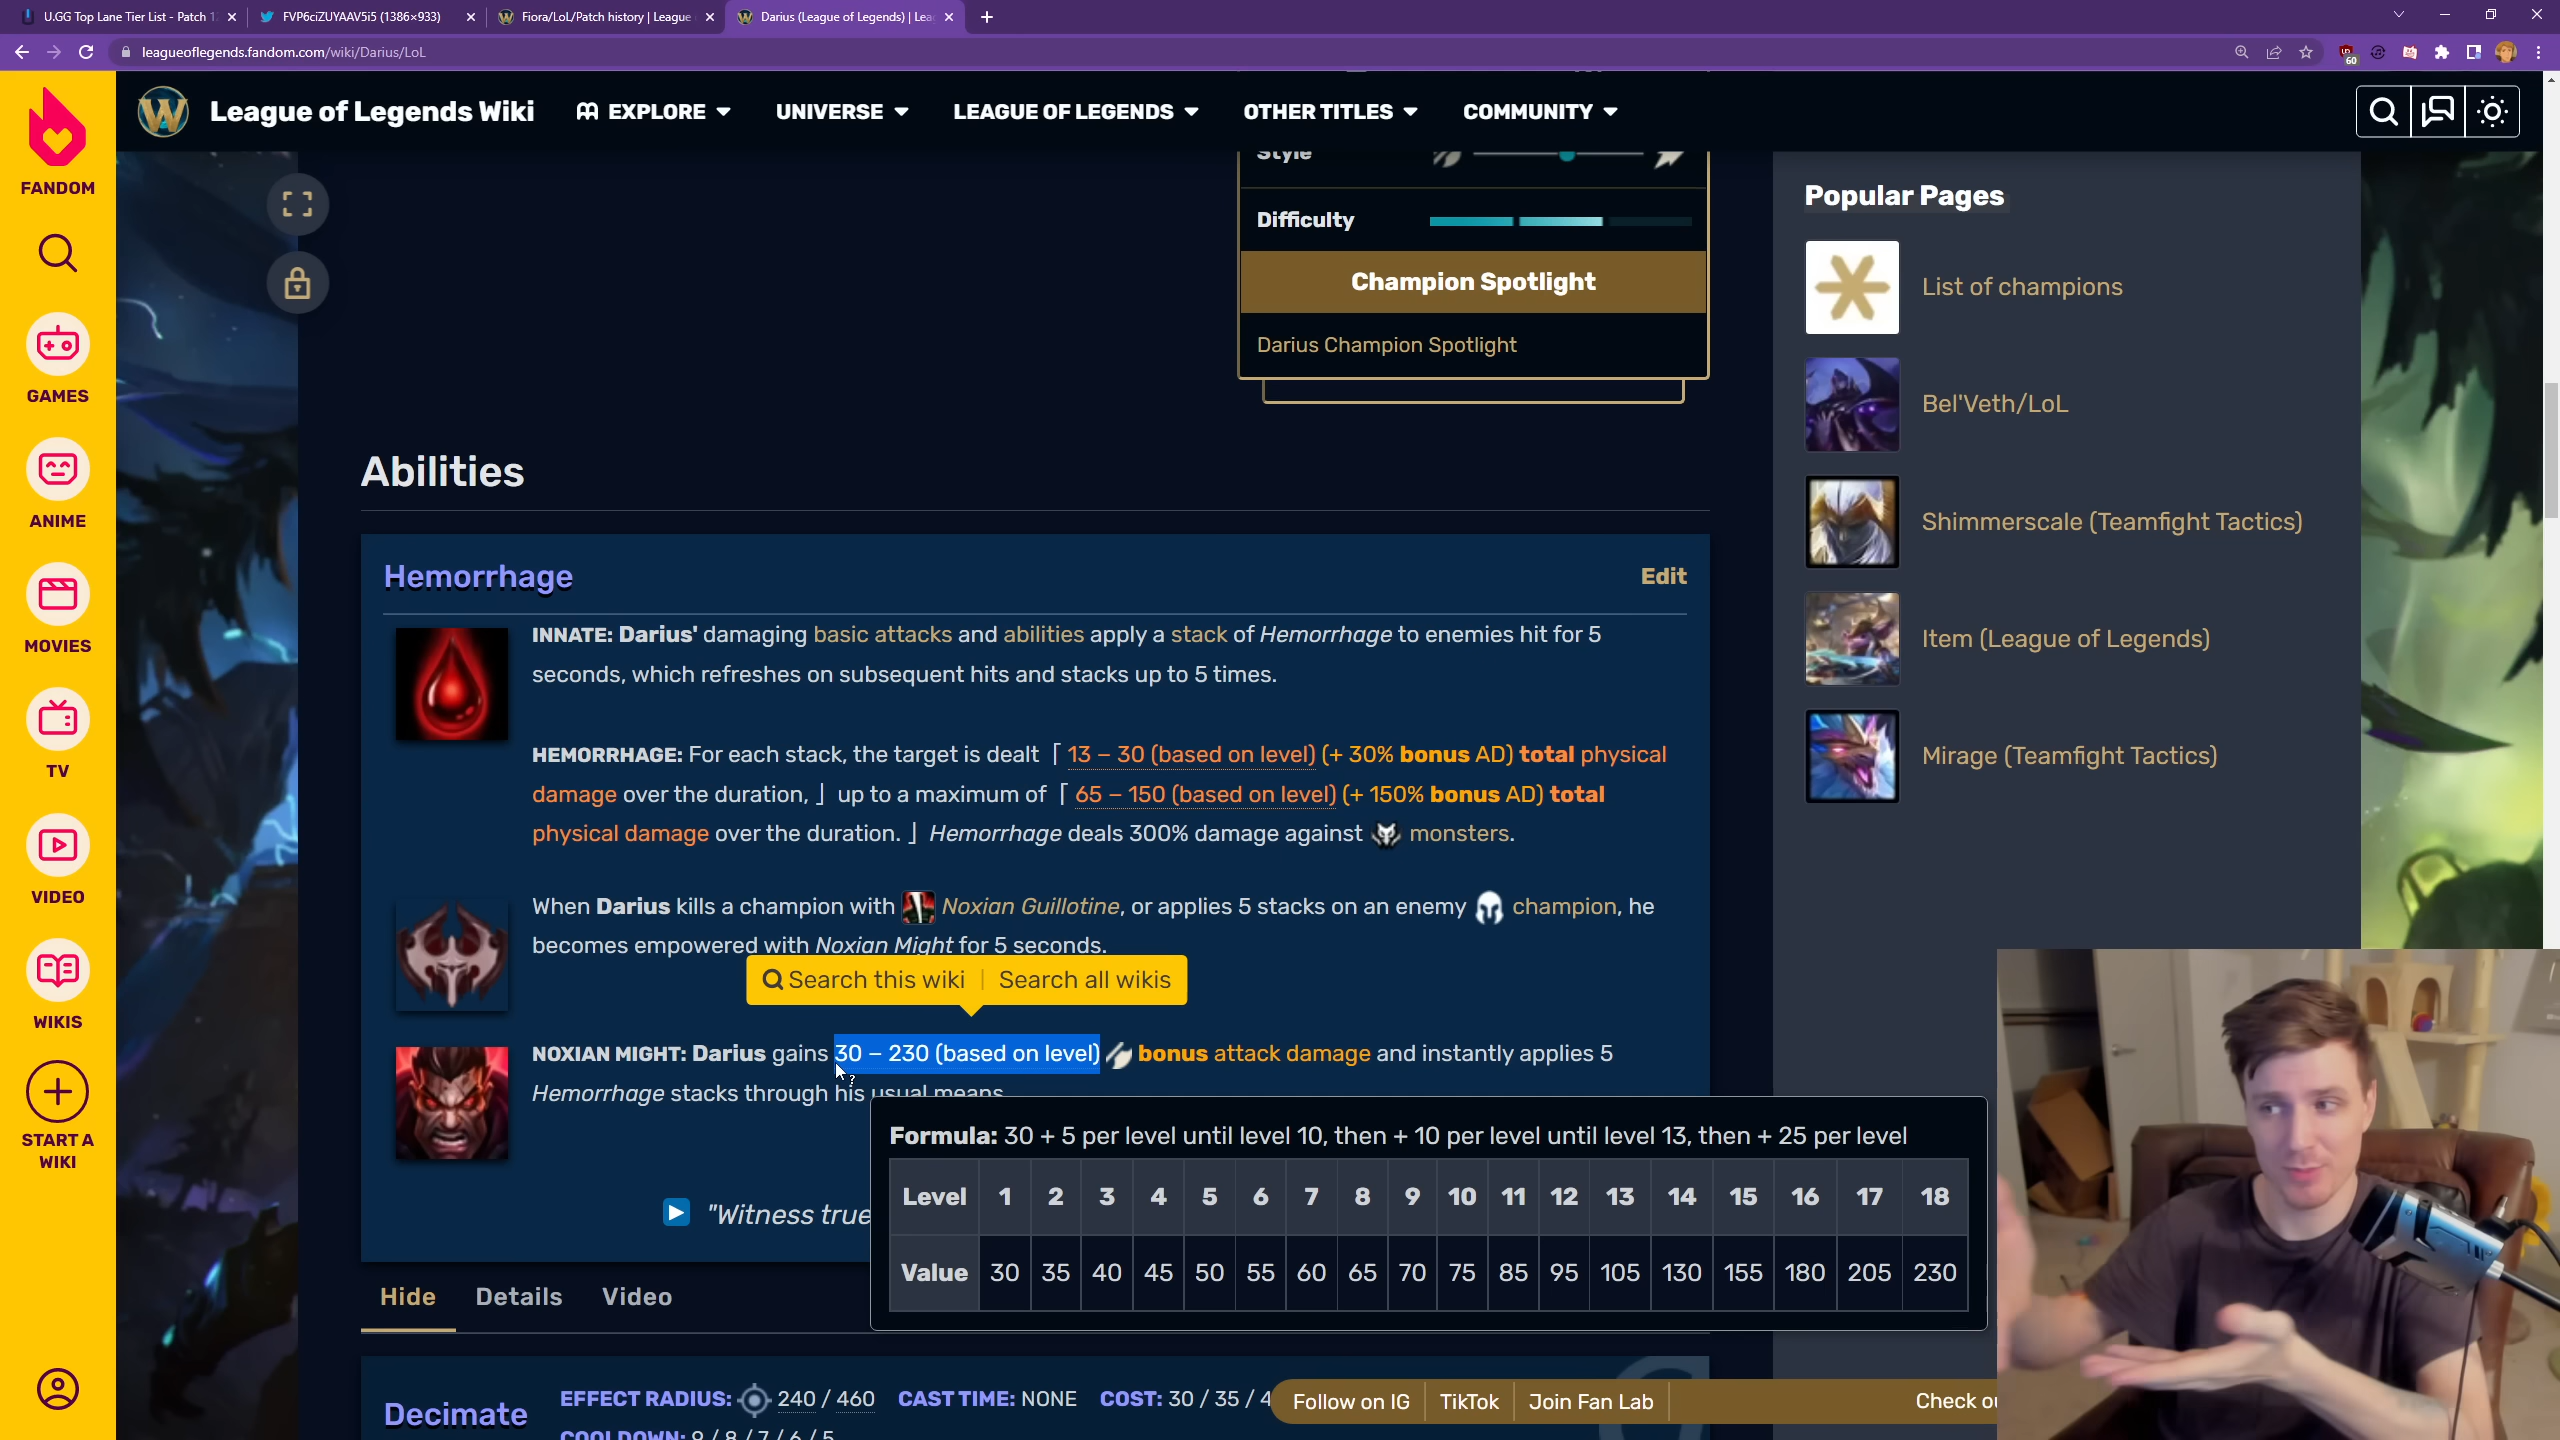 U.GG Top Lane Tier List - Patch 1
FVP6ciZUYAAV5i5 (1386×933)
Fiora/LoL/Patch history | League
Darius (League of Legends) | Lea
leagueoflegends.fandom.com/wiki/Darius/LoL
60
League of Legends Wiki
EXPLORE
UNIVERSE
LEAGUE OF LEGENDS
OTHER TITLES
COMMUNITY
FANDOM
GAMES
ANIME
MOVIES
TV
VIDEO
WIKIS
START A
WIKI
Style
Difficulty
Champion Spotlight
Darius Champion Spotlight
Abilities
Hemorrhage
Edit
INNATE: Darius' damaging basic attacks and abilities apply a stack of Hemorrhage to enemies hit for 5
seconds, which refreshes on subsequent hits and stacks up to 5 times.
HEMORRHAGE: For each stack, the target is dealt ⌈ 13 – 30 (based on level) (+ 30% bonus AD) total physical
damage over the duration, ⌋ up to a maximum of ⌈ 65 – 150 (based on level) (+ 150% bonus AD) total
physical damage over the duration. ⌋ Hemorrhage deals 300% damage against monsters.
When Darius kills a champion with Noxian Guillotine, or applies 5 stacks on an enemy champion, he
becomes empowered with Noxian Might for 5 seconds.
Search this wiki | Search all wikis
NOXIAN MIGHT: Darius gains 30 – 230 (based on level) bonus attack damage and instantly applies 5
Hemorrhage stacks through his usual means.
Formula: 30 + 5 per level until level 10, then + 10 per level until level 13, then + 25 per level
Level 1 2 3 4 5 6 7 8 9 10 11 12 13 14 15 16 17 18
Value 30 35 40 45 50 55 60 65 70 75 85 95 105 130 155 180 205 230
"Witness true
Hide
Details
Video
Decimate
EFFECT RADIUS: 240 / 460 CAST TIME: NONE COST: 30 / 35 / 4
COOLDOWN: 9 / 8 / 7 / 6 / 5
Follow on IG
TikTok
Join Fan Lab
Check ou
Popular Pages
List of champions
Bel'Veth/LoL
Shimmerscale (Teamfight Tactics)
Item (League of Legends)
Mirage (Teamfight Tactics)